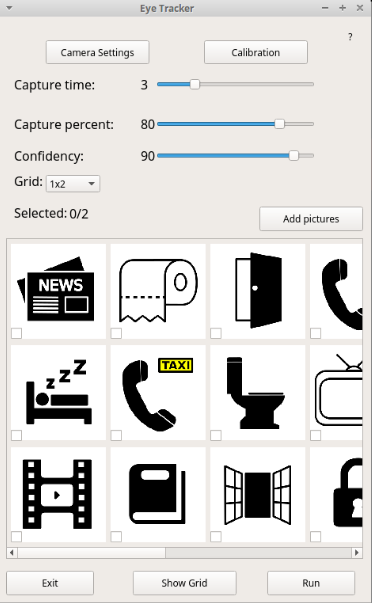 Eye Tracker
?
Camera Settings
Calibration
Capture time: 3
Capture percent: 80
Confidency: 90
Grid: 1x2
Selected: 0/2
Add pictures
NEWS
z z z
TAXI
Exit
Show Grid
Run